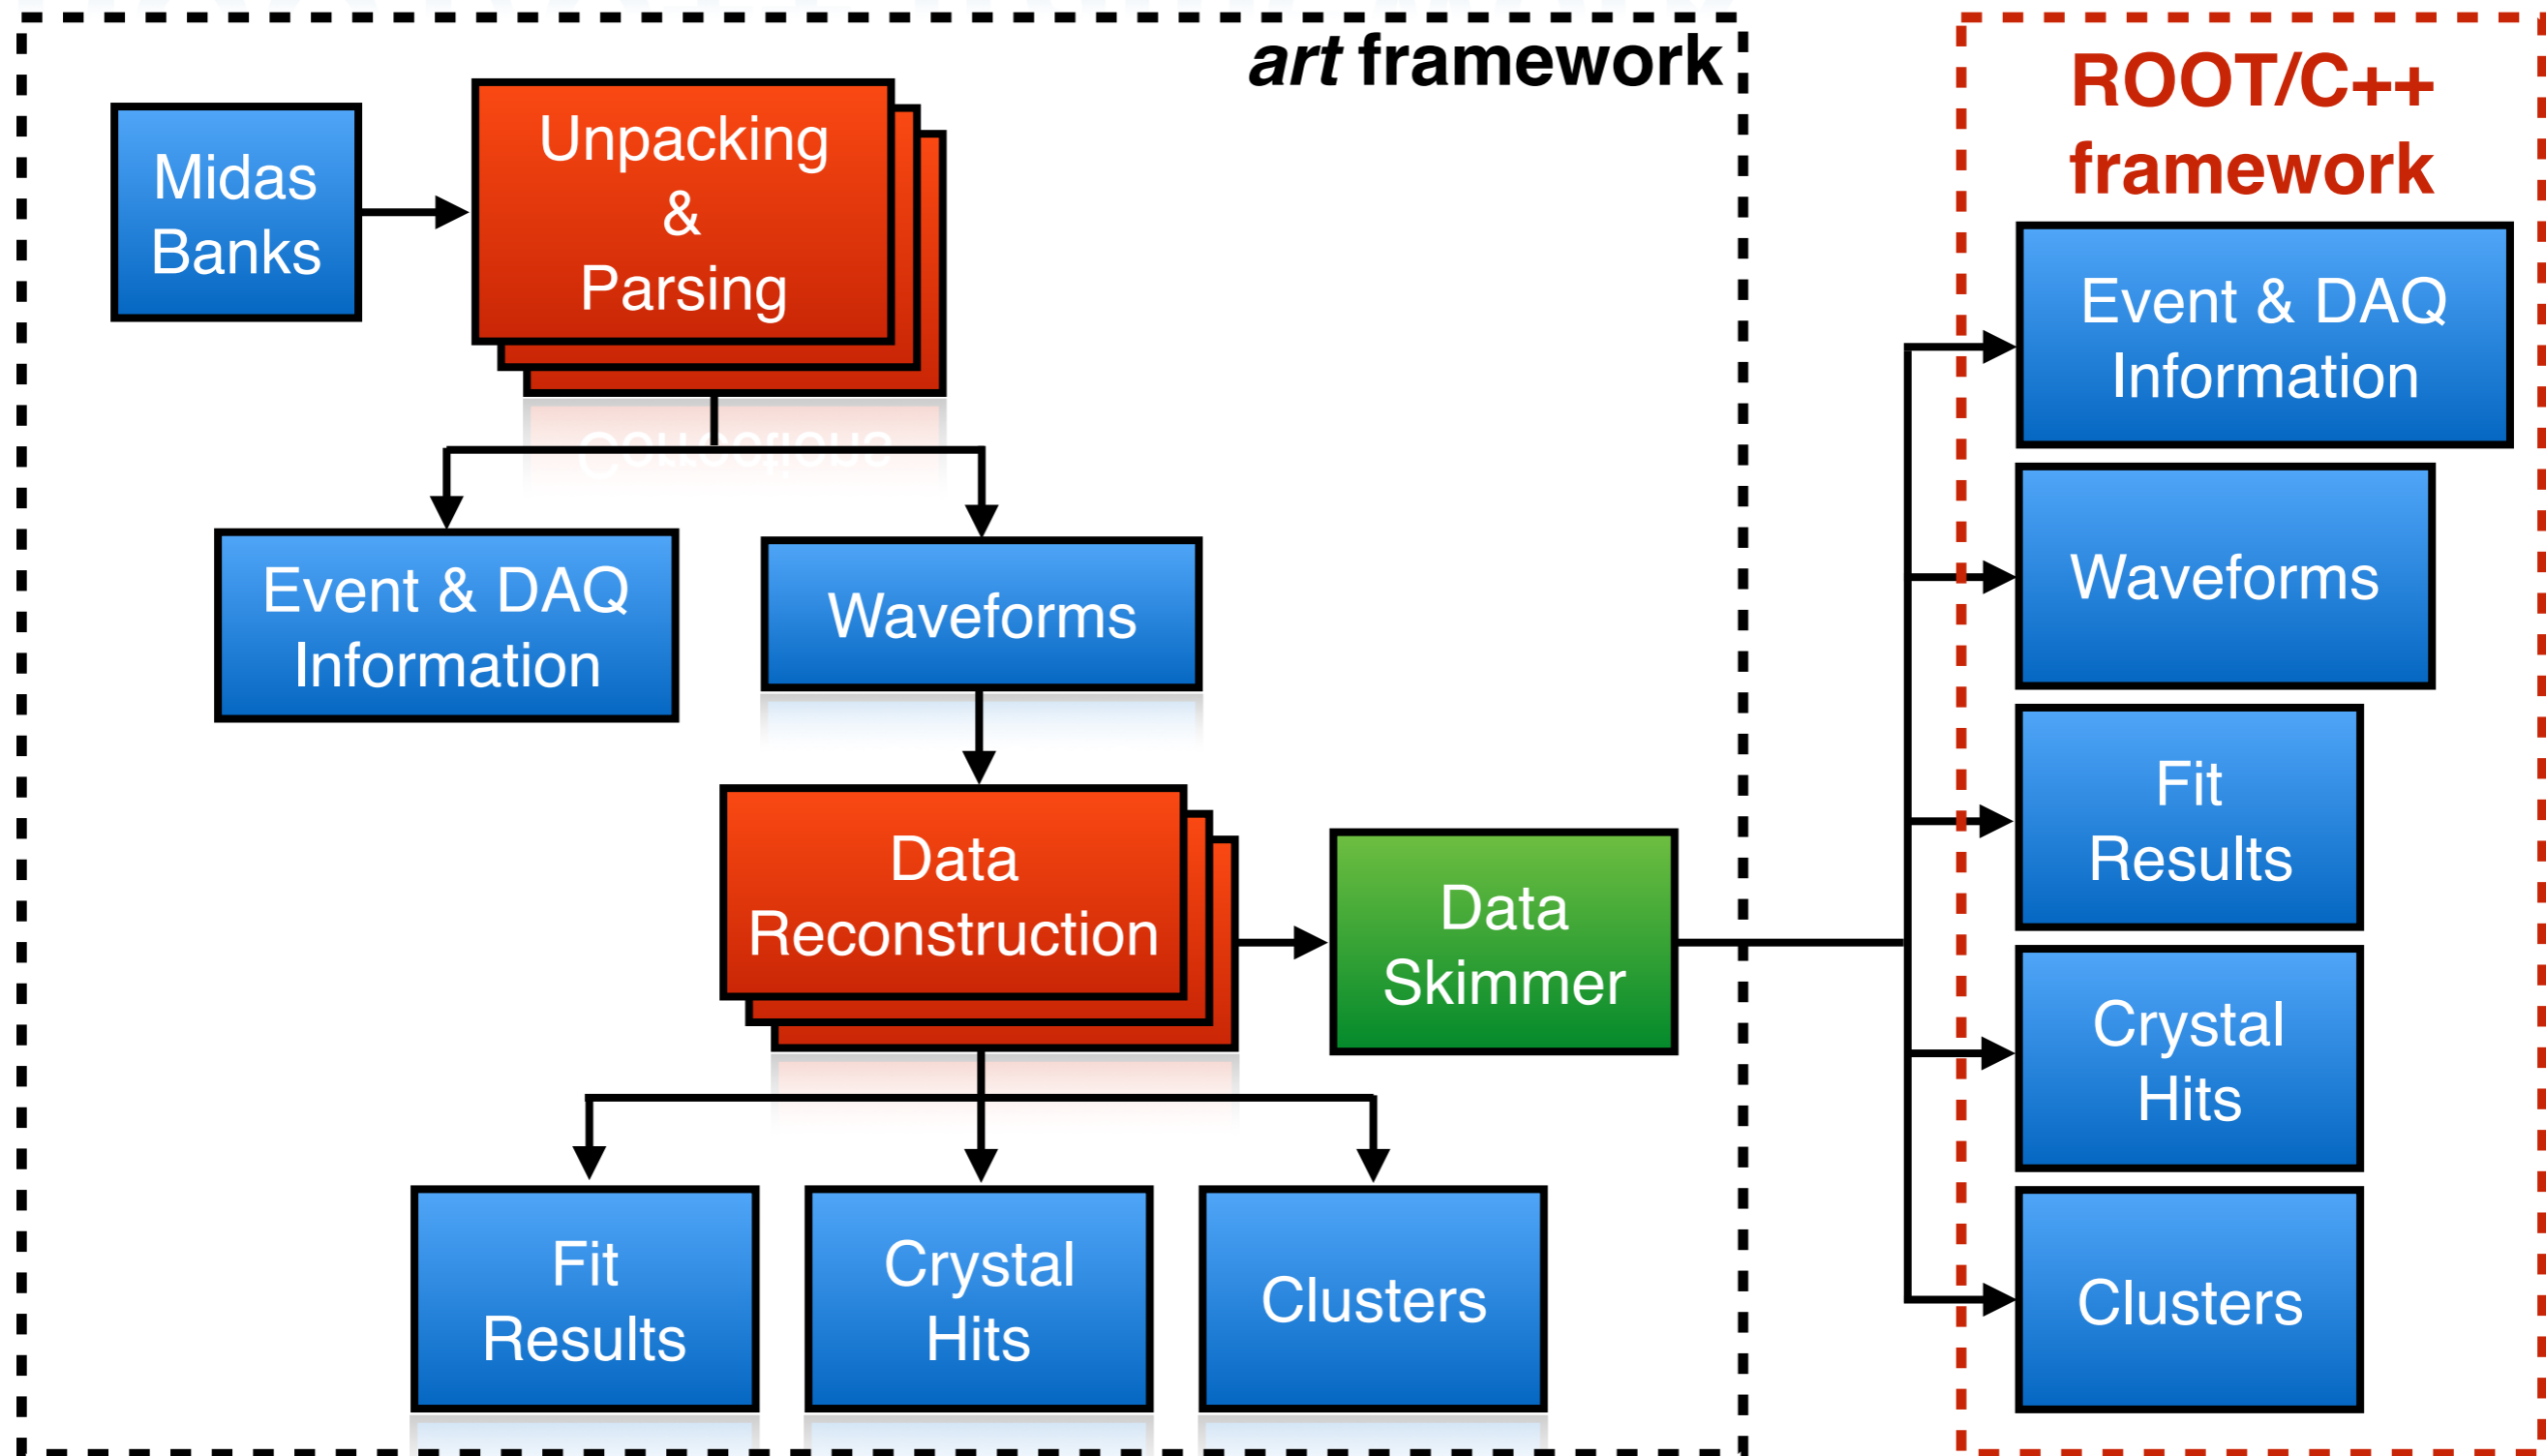 art framework
Midas
Banks
Unpacking
&
Parsing
Event & DAQ
Information
Waveforms
Data
Reconstruction
Data
Skimmer
Fit
Results
Crystal
Hits
Clusters
ROOT/C++
framework
Event & DAQ
Information
Waveforms
Fit
Results
Crystal
Hits
Clusters